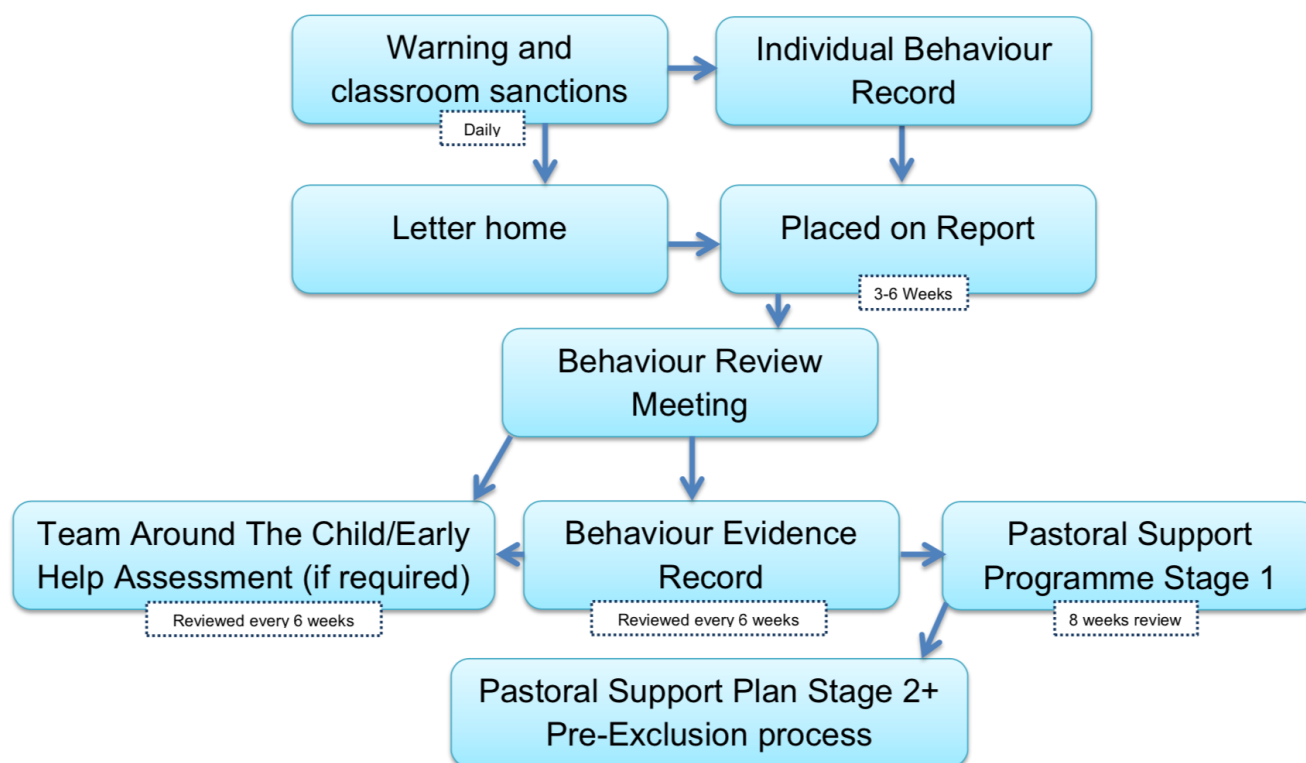 Warning and
classroom sanctions
Daily
Individual Behaviour
Record
Letter home
Placed on Report
3-6 Weeks
Behaviour Review
Meeting
Team Around The Child/Early
Help Assessment (if required)
Reviewed every 6 weeks
Behaviour Evidence
Record
Reviewed every 6 weeks
Pastoral Support
Programme Stage 1
8 weeks review
Pastoral Support Plan Stage 2+
Pre-Exclusion process